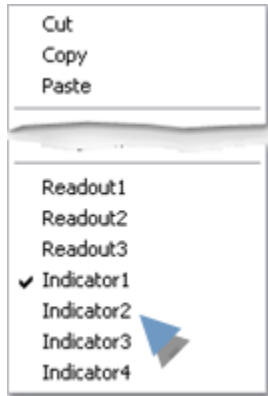 Cut
Copy
Paste
Readout1
Readout2
Readout3
Indicator1
Indicator2
Indicator3
Indicator4